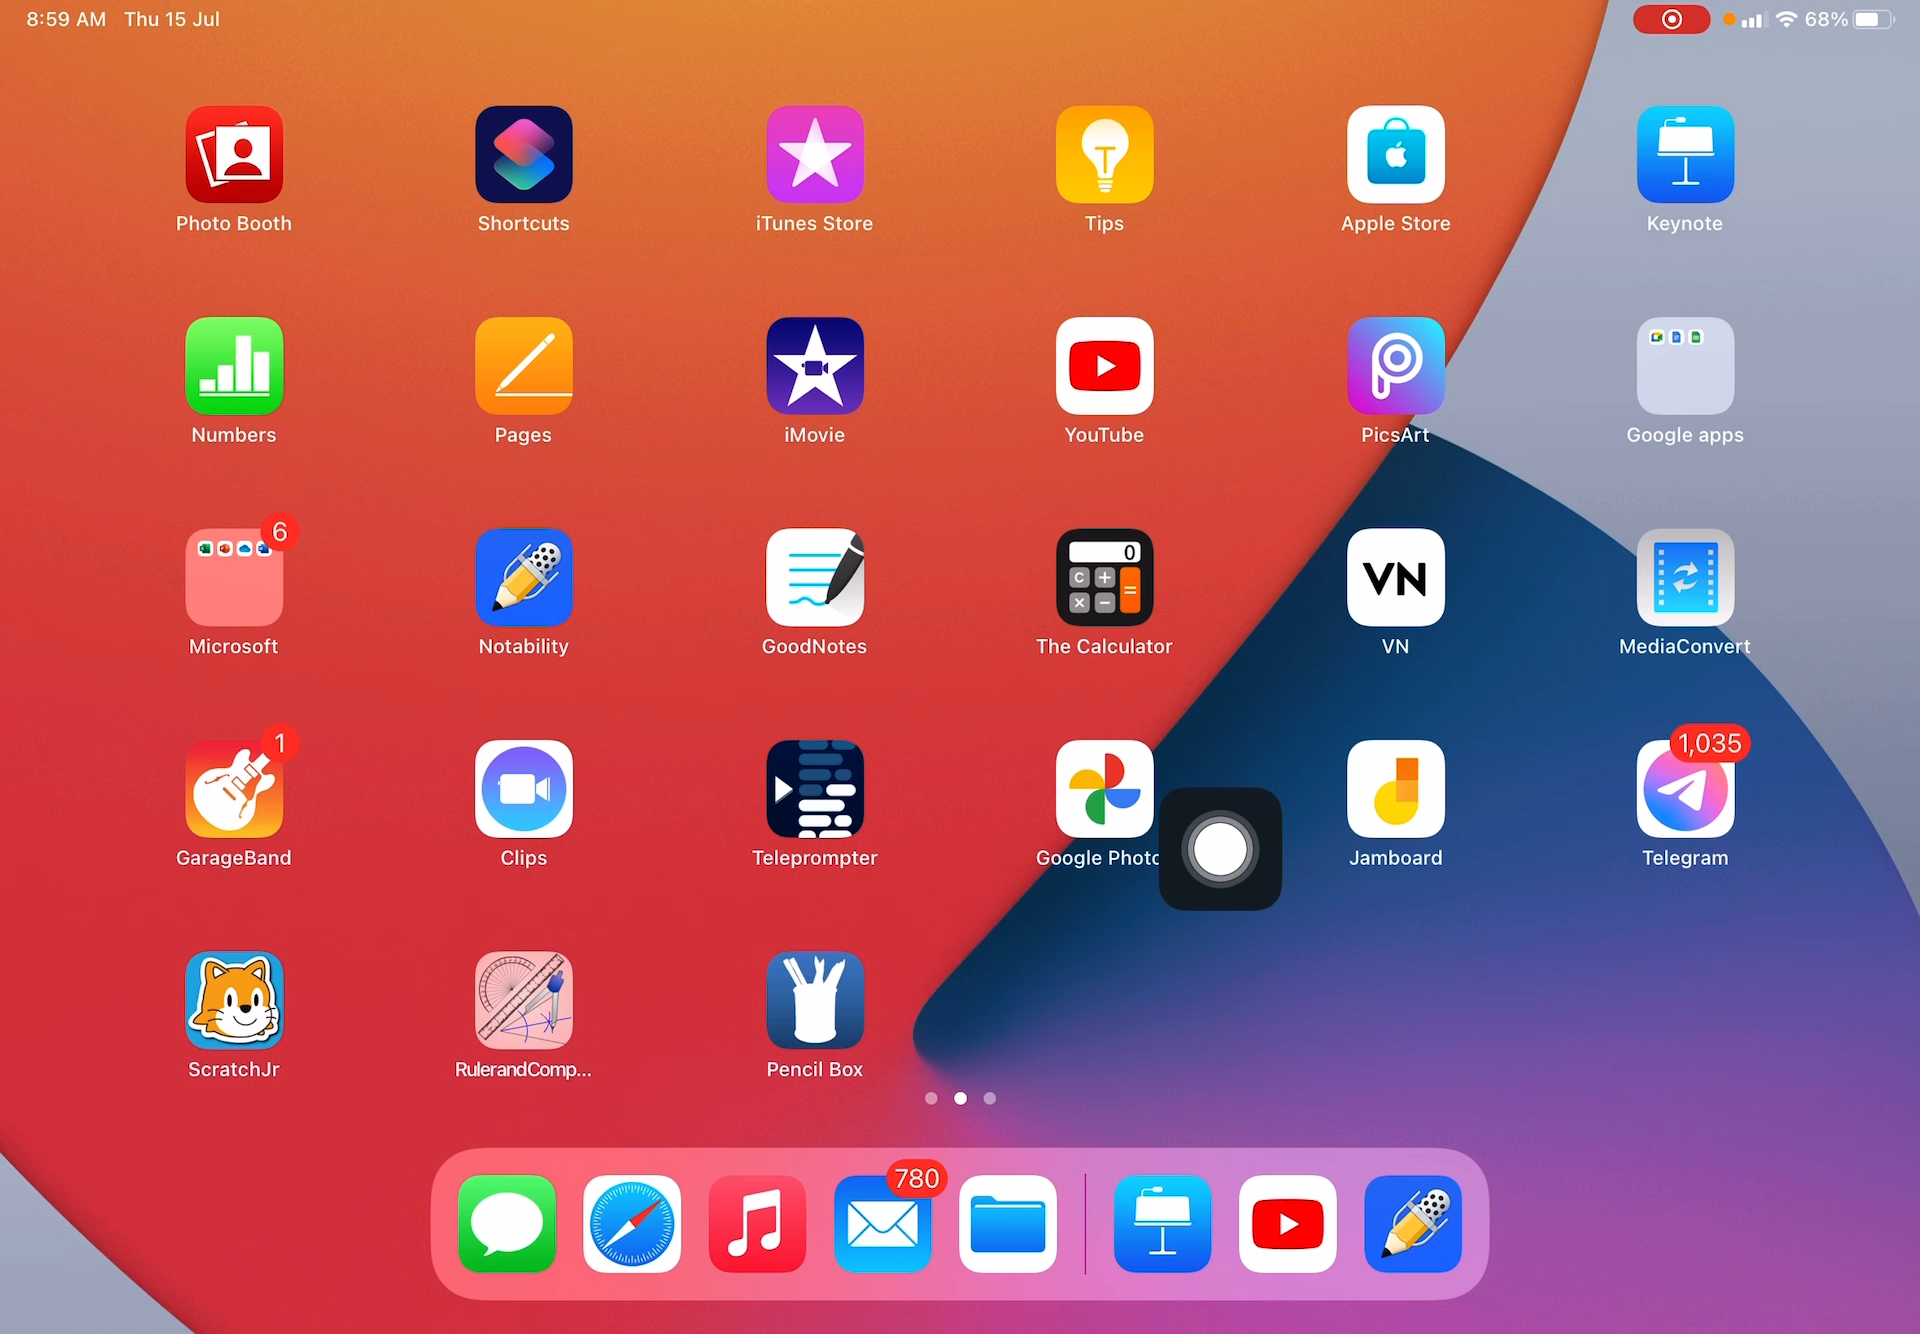 8:59 AM Thu 15 Jul 68%
Photo Booth Shortcuts iTunes Store Tips Apple Store Keynote
Numbers Pages iMovie YouTube PicsArt Google apps
6
0
C + = × −
VN
Microsoft Notability GoodNotes The Calculator VN MediaConvert
1 1,035
GarageBand Clips Teleprompter Google Photo Jamboard Telegram
ScratchJr RulerandComp... Pencil Box
780